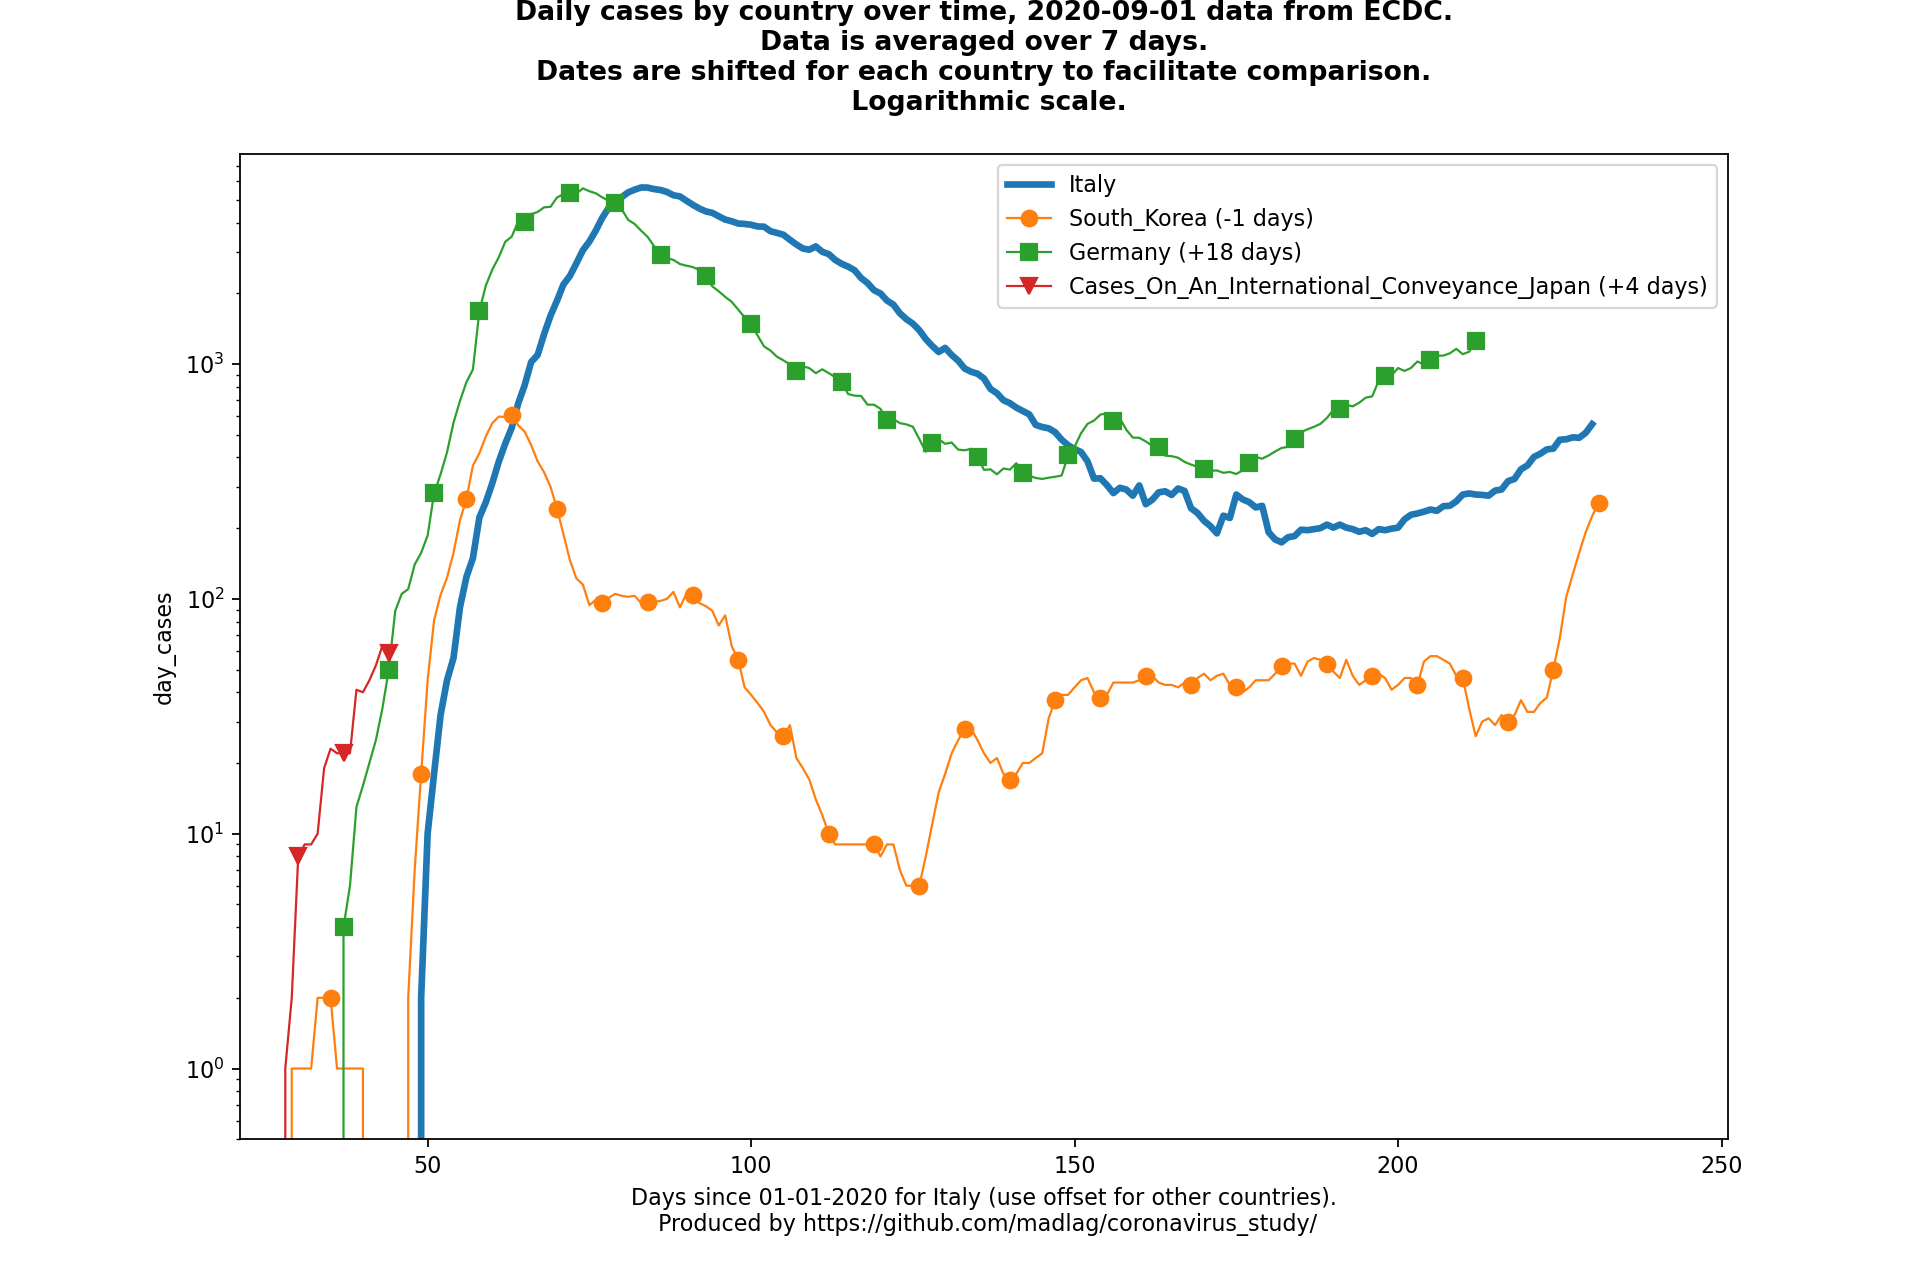 Daily cases by country over time, 2020-09-01 data from ECDC.
Data is averaged over 7 days.
Dates are shifted for each country to facilitate comparison.
Logarithmic scale.
Italy
South_Korea (-1 days)
Germany (+18 days)
Cases_On_An_International_Conveyance_Japan (+4 days)
day_cases
10³
10²
10¹
10⁰
50 100 150 200 250
Days since 01-01-2020 for Italy (use offset for other countries).
Produced by https://github.com/madlag/coronavirus_study/